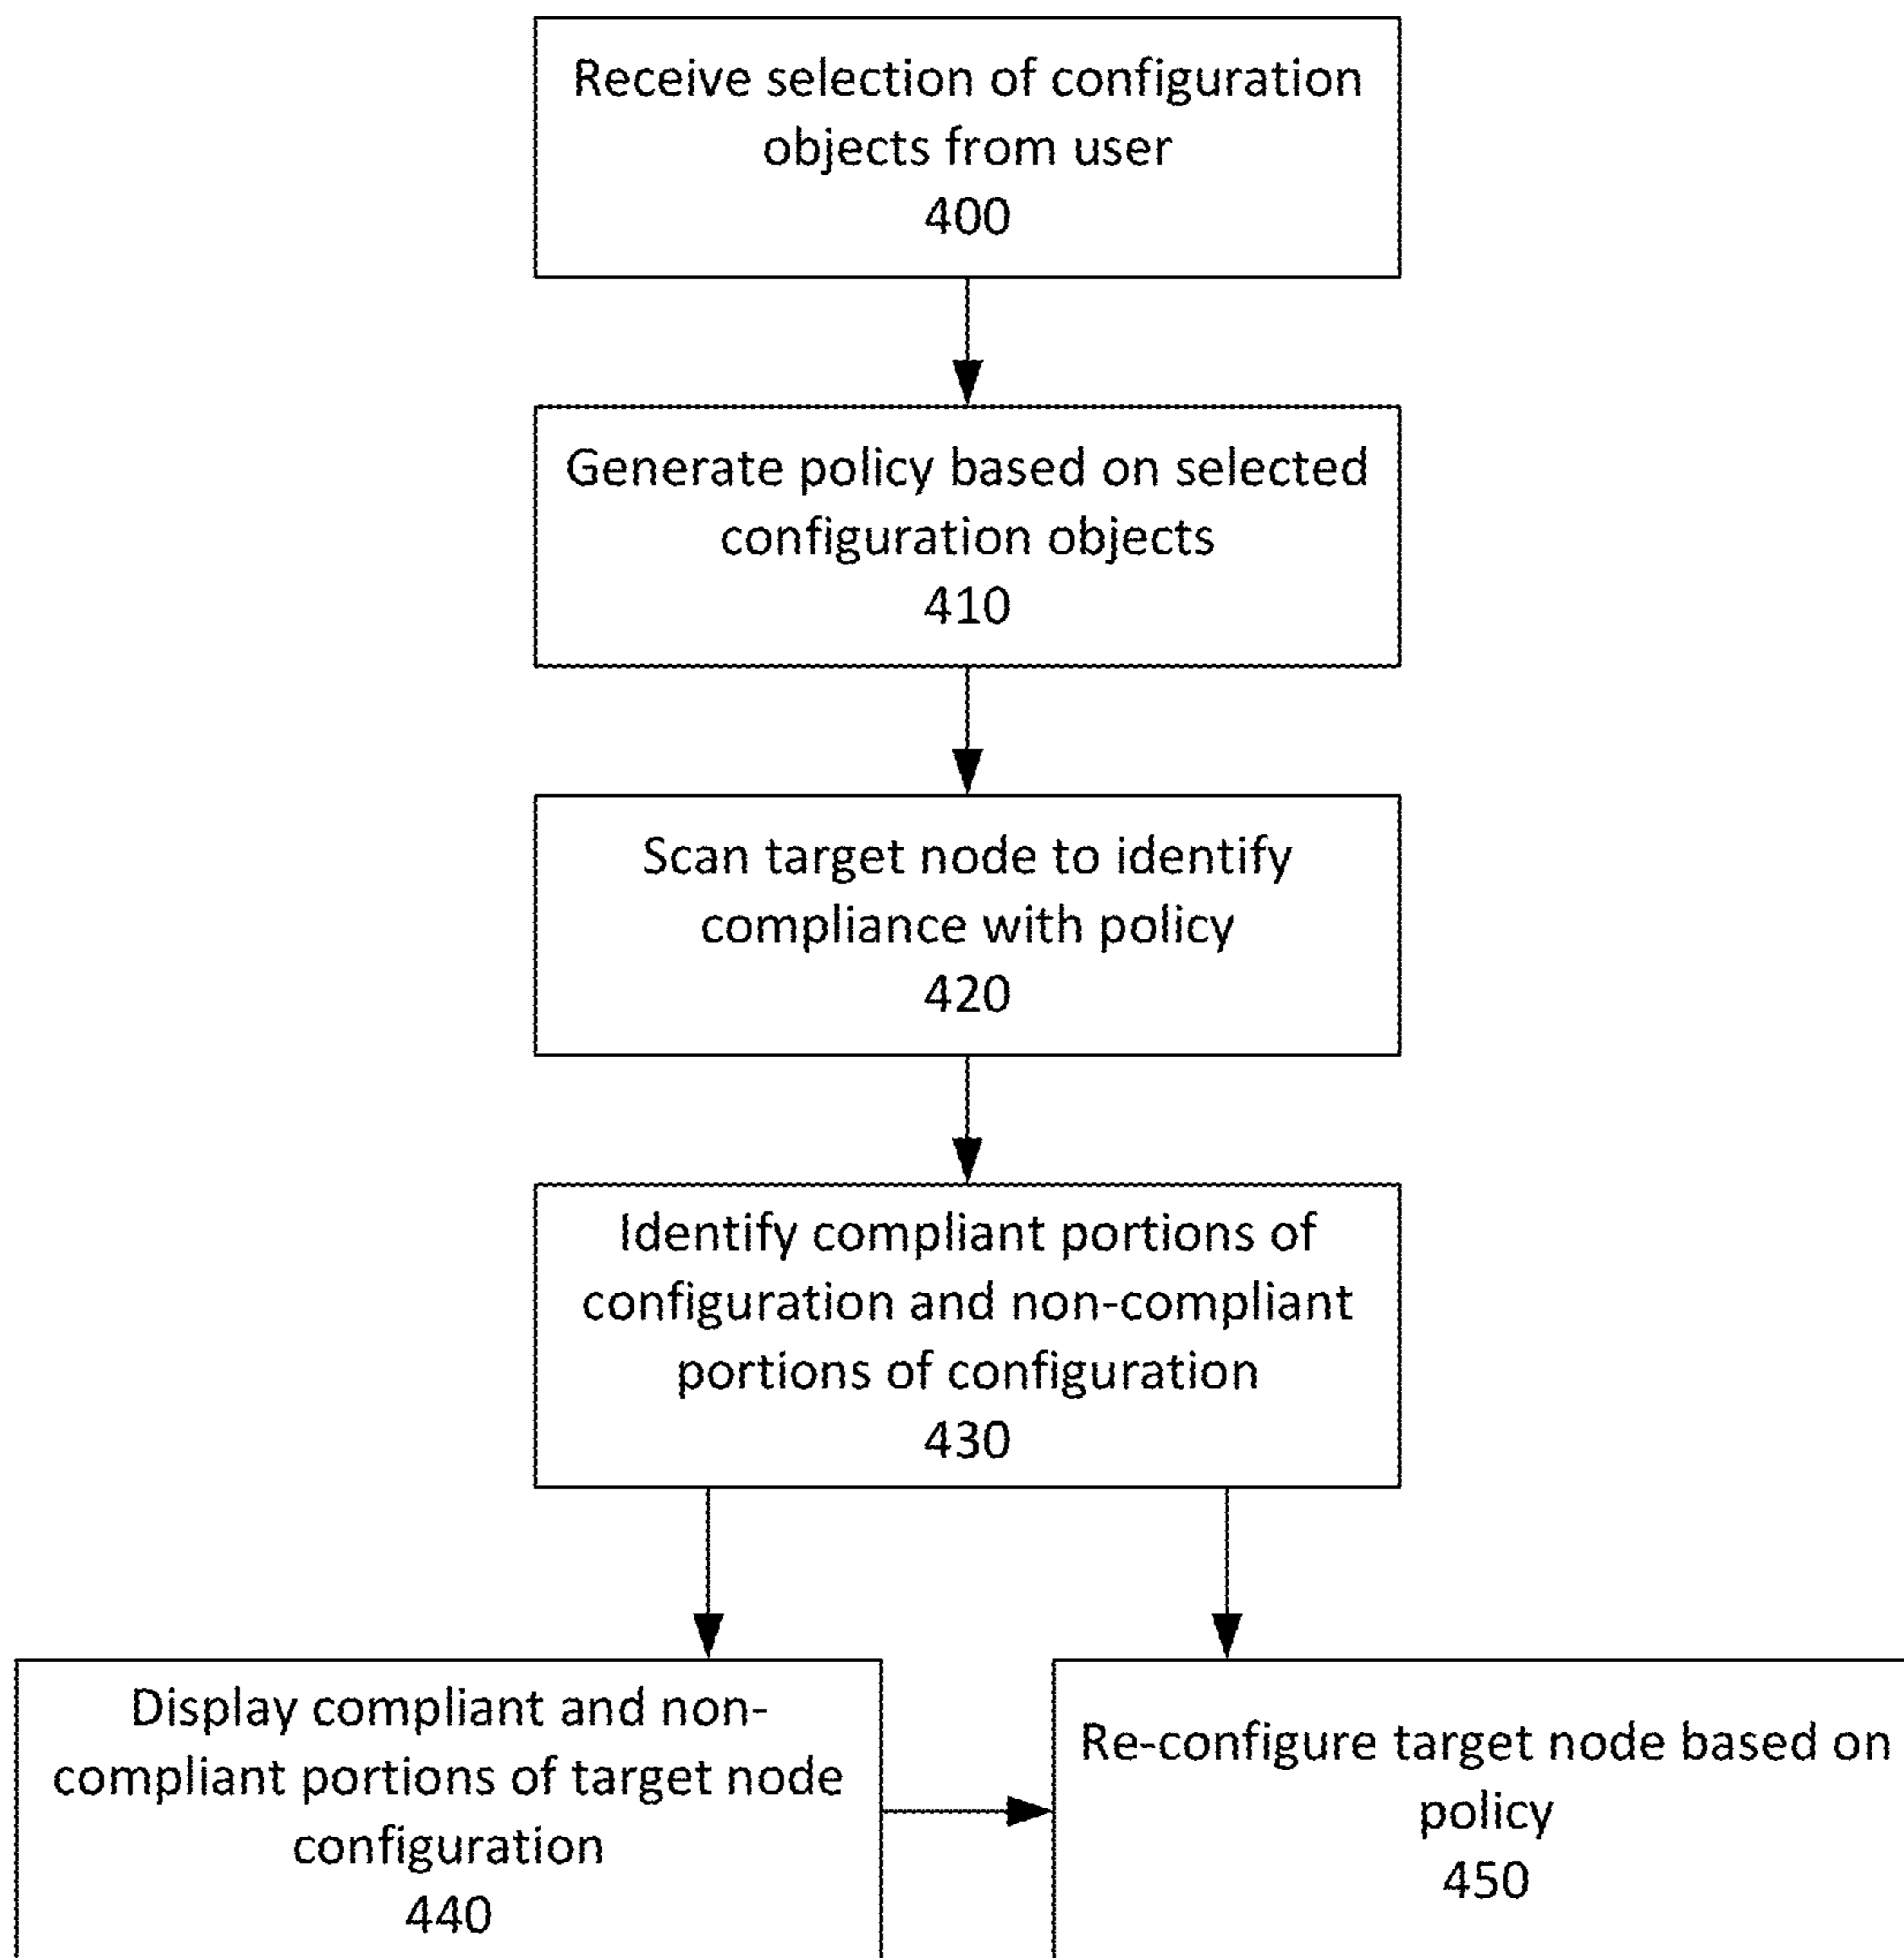 Receive selection of configuration
objects from user
400
Generate policy based on selected
configuration objects
410
Scan target node to identify
compliance with policy
420
Identify compliant portions of
configuration and non-compliant
portions of configuration
430
Display compliant and non-
compliant portions of target node
configuration
440
Re-configure target node based on
policy
450